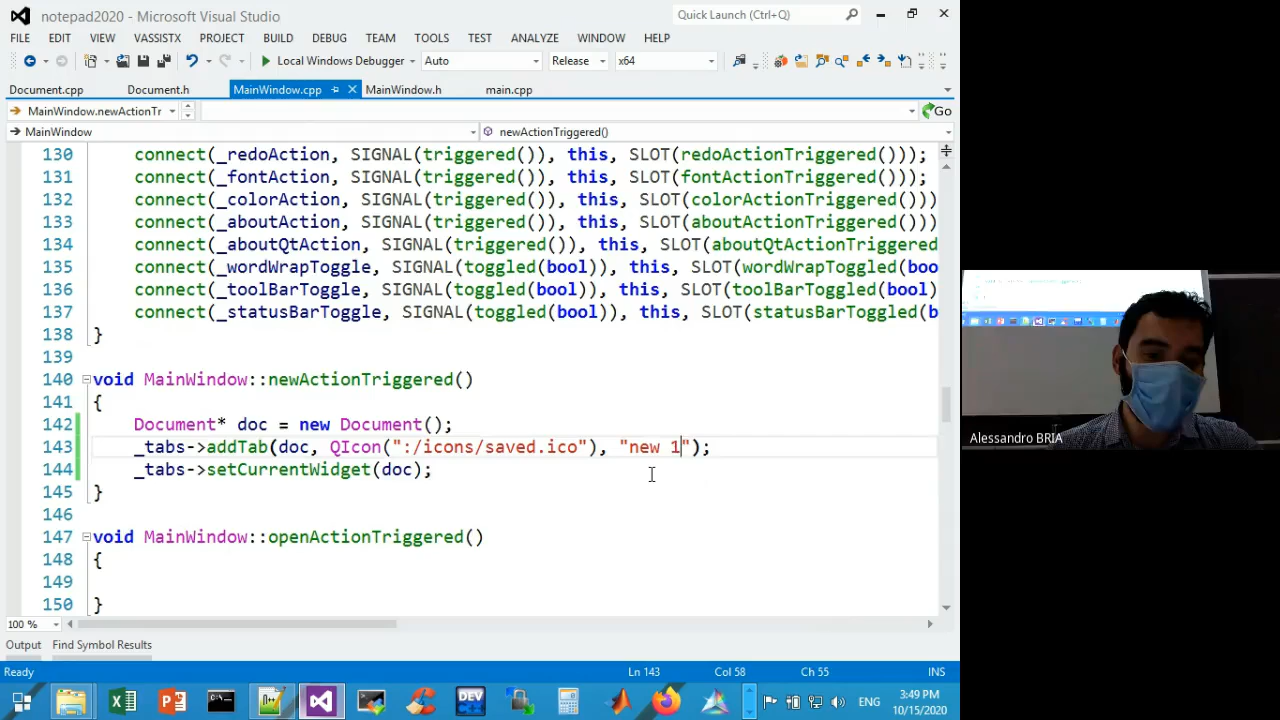 notepad2020 - Microsoft Visual Studio
Quick Launch (Ctrl+Q)
FILE EDIT VIEW VASSISTX PROJECT BUILD DEBUG TEAM TOOLS TEST ANALYZE WINDOW HELP
Local Windows Debugger Auto Release x64
Document.cpp Document.h MainWindow.cpp MainWindow.h main.cpp
MainWindow.newActionTr Go
MainWindow newActionTriggered()
130 connect(_redoAction, SIGNAL(triggered()), this, SLOT(redoActionTriggered()));
131 connect(_fontAction, SIGNAL(triggered()), this, SLOT(fontActionTriggered()));
132 connect(_colorAction, SIGNAL(triggered()), this, SLOT(colorActionTriggered()))
133 connect(_aboutAction, SIGNAL(triggered()), this, SLOT(aboutActionTriggered()))
134 connect(_aboutQtAction, SIGNAL(triggered()), this, SLOT(aboutQtActionTriggered
135 connect(_wordWrapToggle, SIGNAL(toggled(bool)), this, SLOT(wordWrapToggled(boo
136 connect(_toolBarToggle, SIGNAL(toggled(bool)), this, SLOT(toolBarToggled(bool)
137 connect(_statusBarToggle, SIGNAL(toggled(bool)), this, SLOT(statusBarToggled(b
138 }
139
140 void MainWindow::newActionTriggered()
141 {
142 Document* doc = new Document();
143 _tabs->addTab(doc, QIcon(":/icons/saved.ico"), "new 1");
144 _tabs->setCurrentWidget(doc);
145 }
146
147 void MainWindow::openActionTriggered()
148 {
149
150 }
100 %
Output Find Symbol Results
Ready Ln 143 Col 58 Ch 55 INS
DEV ENG 3:49 PM
10/15/2020
Alessandro BRIA